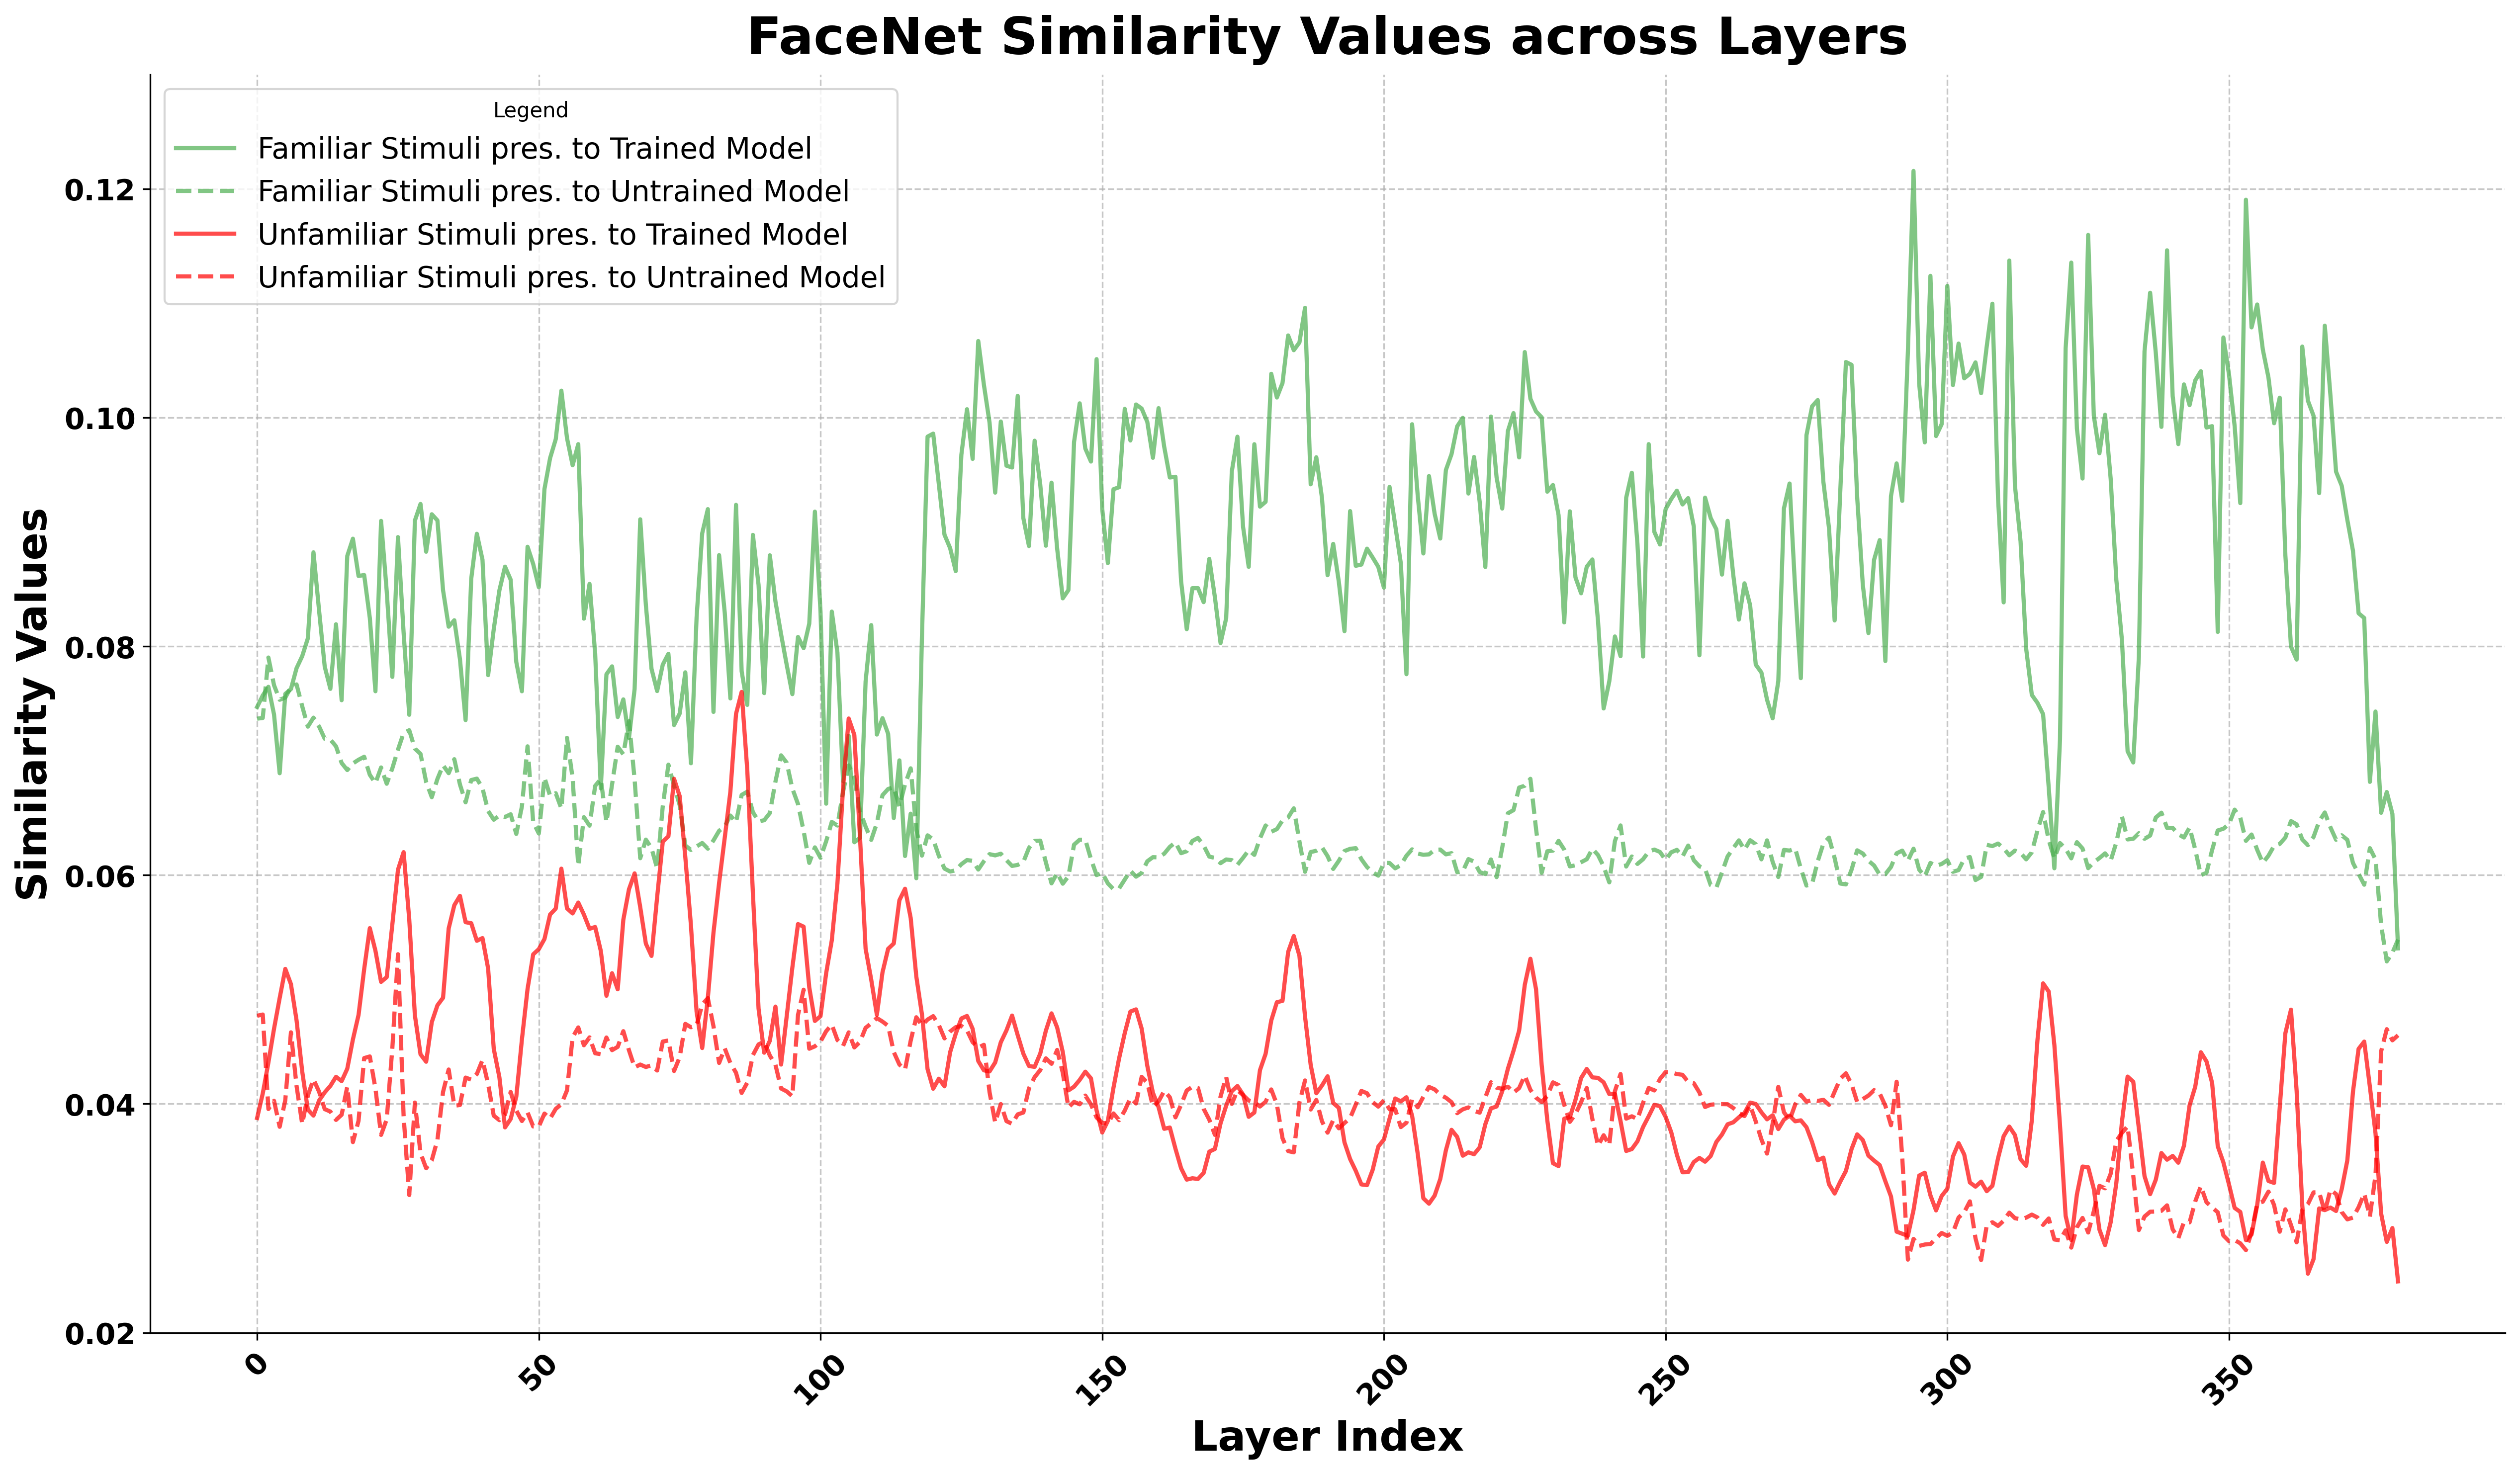 FaceNet Similarity Values across Layers
Legend
Familiar Stimuli pres. to Trained Model
Familiar Stimuli pres. to Untrained Model
Unfamiliar Stimuli pres. to Trained Model
Unfamiliar Stimuli pres. to Untrained Model
Similarity Values
0.12
0.10
0.08
0.06
0.04
0.02
0
50
100
150
200
250
300
350
Layer Index